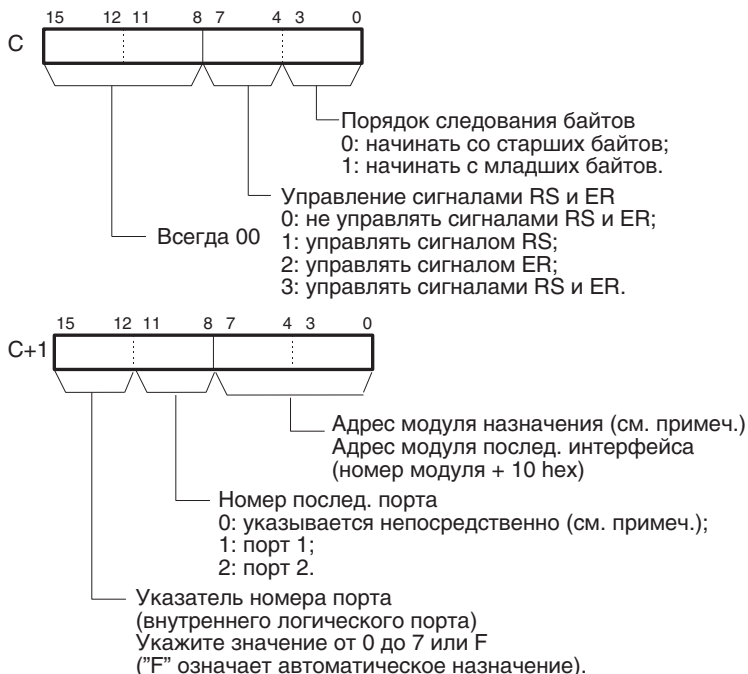 15 12 11 8 7 4 3 0
C
Порядок следования байтов
0: начинать со старших байтов;
1: начинать с младших байтов.
Управление сигналами RS и ER
0: не управлять сигналами RS и ER;
1: управлять сигналом RS;
2: управлять сигналом ER;
3: управлять сигналами RS и ER.
Всегда 00
15 12 11 8 7 4 3 0
C+1
Адрес модуля назначения (см. примеч.)
Адрес модуля послед. интерфейса
(номер модуля + 10 hex)
Номер послед. порта
0: указывается непосредственно (см. примеч.);
1: порт 1;
2: порт 2.
Указатель номера порта
(внутреннего логического порта)
Укажите значение от 0 до 7 или F
("F" означает автоматическое назначение).